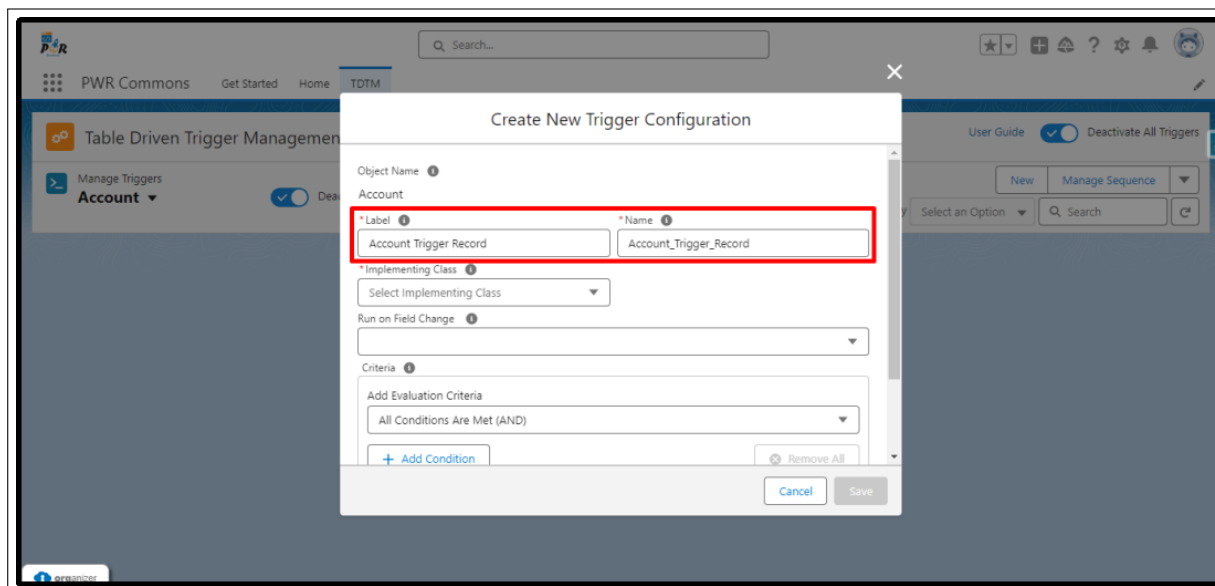 PWR
Search...
PWR Commons Get Started Home TDTM
Create New Trigger Configuration
Table Driven Trigger Managemen
User Guide Deactivate All Triggers
Manage Triggers
Account
Dea
New Manage Sequence
y Select an Option Search
Object Name
Account
*Label *Name
Account Trigger Record Account_Trigger_Record
*Implementing Class
Select Implementing Class
Run on Field Change
Criteria
Add Evaluation Criteria
All Conditions Are Met (AND)
+ Add Condition Remove All
Cancel Save
organizer